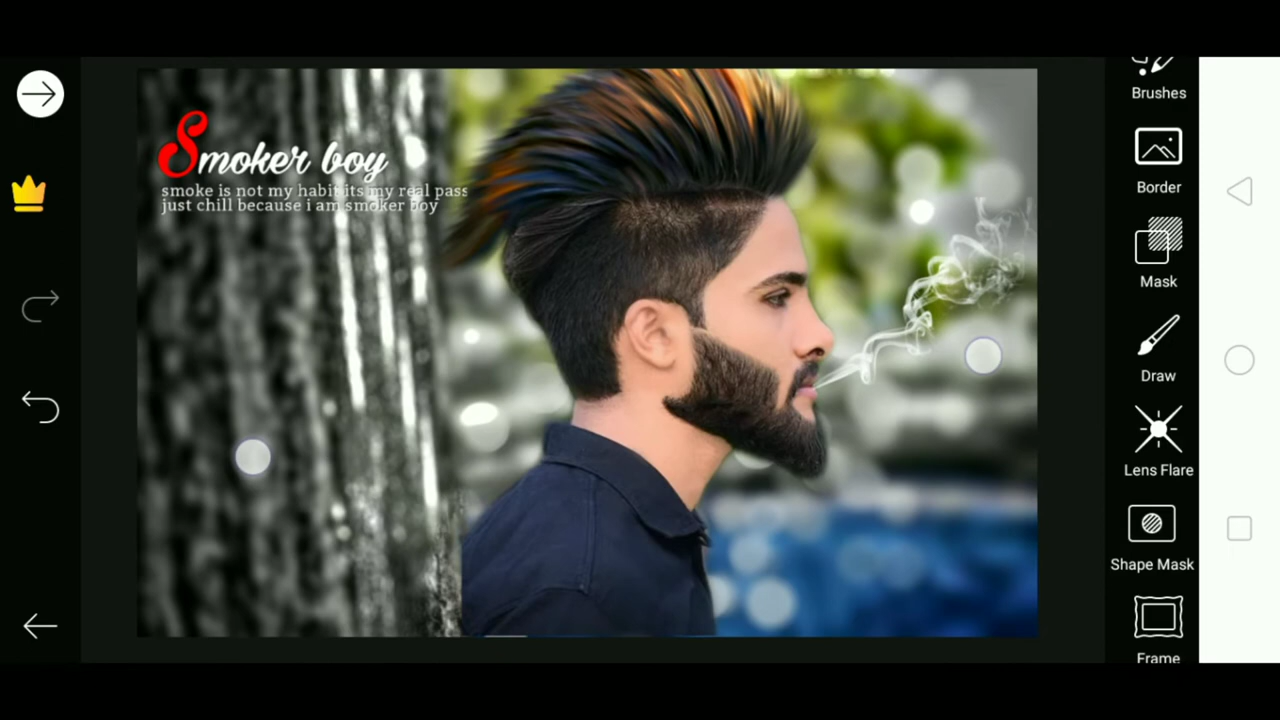 Smoker boy
smoke is not my habit its my real pass
just chill because i am smoker boy
Brushes
Border
Mask
Draw
Lens Flare
Shape Mask
Frame